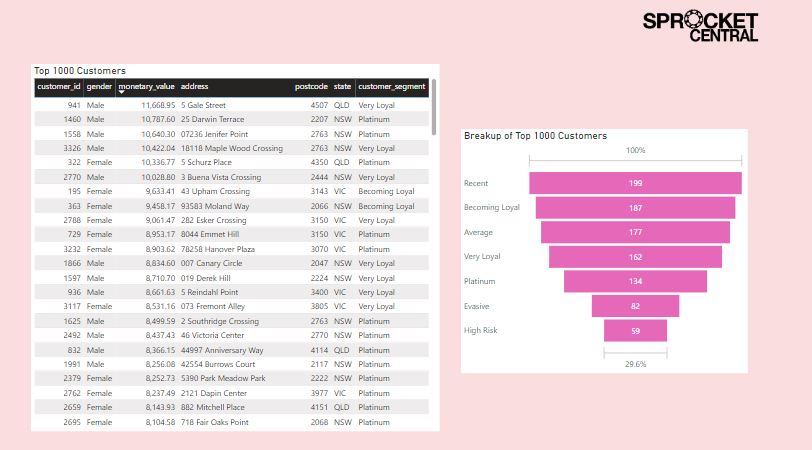 SPROCKET
CENTRAL
Top 1000 Customers
customer_id gender monetary_value address postcode state customer_segment
941 Male 11,668.95 5 Gale Street 4507 QLD Very Loyal
1460 Male 10,787.60 25 Darwin Terrace 2207 NSW Platinum
1558 Male 10,640.30 07236 Jenifer Point 2763 NSW Platinum
3326 Male 10,422.04 18118 Maple Wood Crossing 2763 NSW Very Loyal
322 Female 10,336.77 5 Schurz Place 4350 QLD Platinum
2770 Male 10,028.80 3 Buena Vista Crossing 2444 NSW Very Loyal
195 Female 9,633.41 43 Upham Crossing 3143 VIC Becoming Loyal
363 Female 9,458.17 93583 Moland Way 2066 NSW Becoming Loyal
2788 Female 9,061.47 282 Esker Crossing 3150 VIC Very Loyal
729 Female 8,953.17 8044 Emmet Hill 3150 VIC Platinum
3232 Female 8,903.62 78258 Hanover Plaza 3070 VIC Platinum
1866 Male 8,834.60 007 Canary Circle 2047 NSW Very Loyal
1597 Male 8,710.70 019 Derek Hill 2224 NSW Very Loyal
936 Male 8,661.63 5 Reindahl Point 3400 VIC Very Loyal
3117 Female 8,531.16 073 Fremont Alley 3805 VIC Very Loyal
1625 Male 8,499.59 2 Southridge Crossing 2763 NSW Platinum
2492 Male 8,437.43 46 Victoria Center 2770 NSW Platinum
832 Male 8,366.15 44997 Anniversary Way 4114 QLD Platinum
1991 Male 8,256.08 42554 Burrows Court 2117 NSW Platinum
2379 Female 8,252.73 5390 Park Meadow Park 2222 NSW Platinum
2762 Female 8,237.49 2121 Dapin Center 3977 VIC Platinum
2659 Female 8,143.93 882 Mitchell Place 4151 QLD Platinum
2695 Female 8,104.58 718 Fair Oaks Point 2068 NSW Platinum
Breakup of Top 1000 Customers
100%
Recent 199
Becoming Loyal 187
Average 177
Very Loyal 162
Platinum 134
Evasive 82
High Risk 59
29.6%